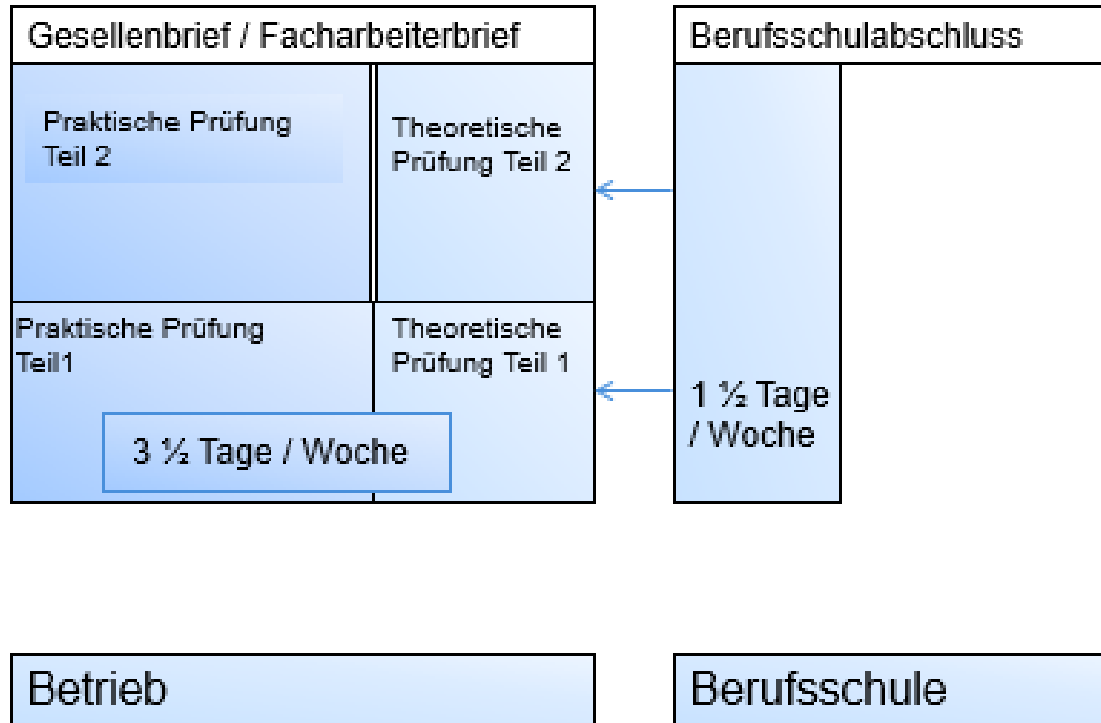 Gesellenbrief / Facharbeiterbrief
Praktische Prüfung
Teil 2
Theoretische
Prüfung Teil 2
Praktische Prüfung
Teil1
Theoretische
Prüfung Teil 1
3 ½ Tage / Woche
Berufsschulabschluss
1 ½ Tage
/ Woche
Betrieb
Berufsschule